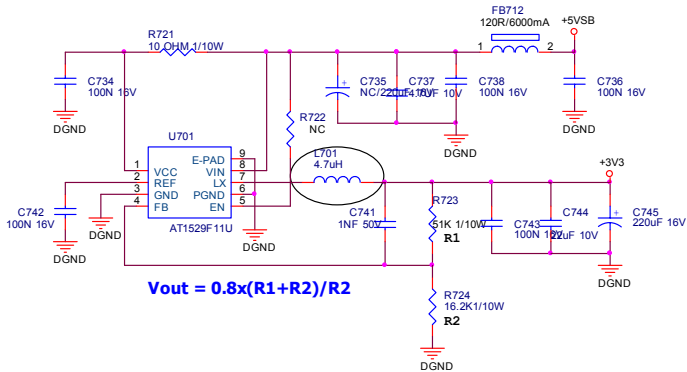 FB712
120R/6000mA
+5VSB
R721
10 OHM 1/10W
1
2
C734
100N 16V
C735
NC/220uF 16V
C737
4.7UF 10V
C738
100N 16V
C736
100N 16V
R722
NC
DGND
DGND
DGND
U701
L701
4.7uH
+3V3
1
2
3
4
VCC
REF
GND
FB
E-PAD
VIN
LX
PGND
EN
9
8
7
6
5
AT1529F11U
C742
100N 16V
DGND
DGND
DGND
C741
1NF 50V
R723
51K 1/10W
R1
C743
100N 16V
C744
22uF 10V
C745
220uF 16V
DGND
Vout = 0.8x(R1+R2)/R2
R724
16.2K1/10W
R2
DGND